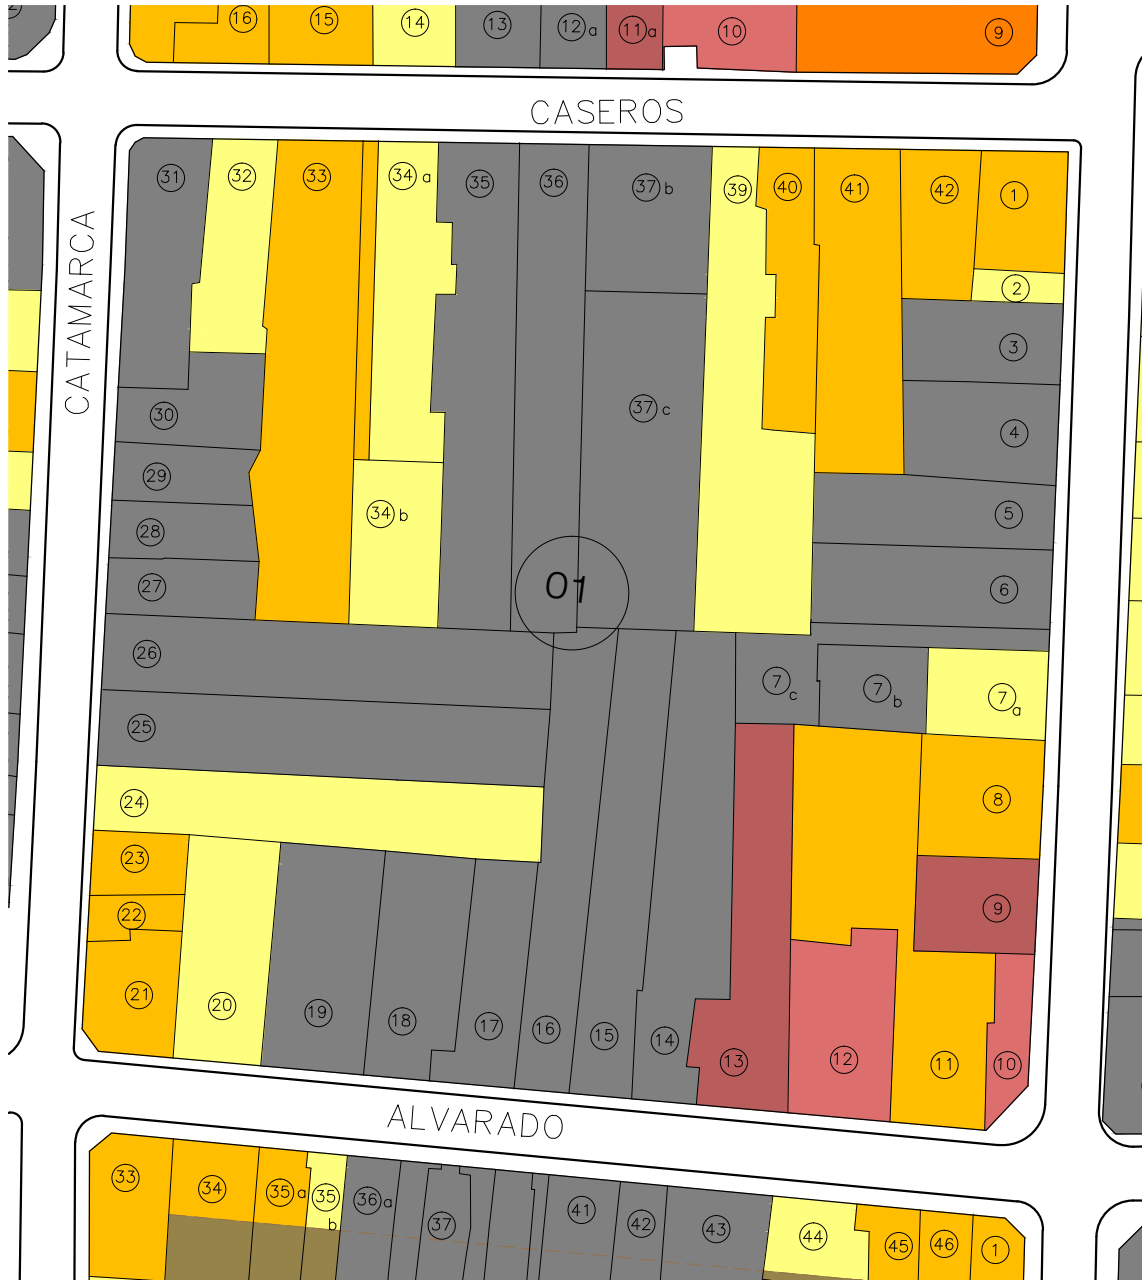 16 15 14 13 12 a 11 a 10 9
CASEROS
CATAMARCA
31 32 33 34 a 35 36 37 b 39 40 41 42 1
2
3
30 37 c 4
29
28 34 b 5
27 01 6
26 7 c 7 b 7 a
25
24 8
23
22 9
21 20 19 18 17 16 15 14 13 12 11 10
ALVARADO
33 34 35 a 35 b 36 a 37 41 42 43 44 45 46 1